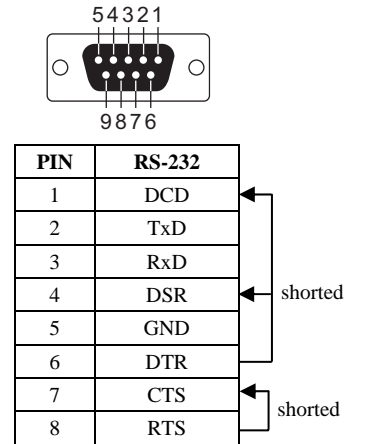 54321
9876
PIN RS-232
1 DCD
2 TxD
3 RxD
4 DSR
shorted
5 GND
6 DTR
7 CTS
shorted
8 RTS